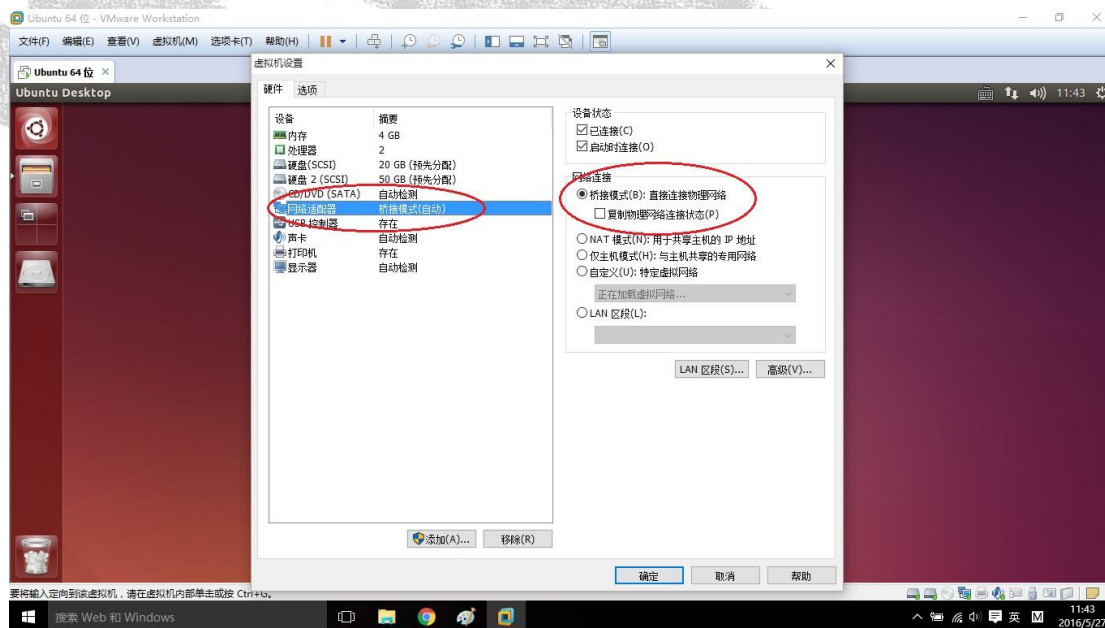 Ubuntu 64 位 - VMware Workstation
文件(F) 编辑(E) 查看(V) 虚拟机(M) 选项卡(T) 帮助(H)
Ubuntu 64 位
Ubuntu Desktop
11:43
虚拟机设置
硬件 选项
设备 摘要
内存 4 GB
处理器 2
硬盘(SCSI) 20 GB (预先分配)
硬盘 2 (SCSI) 50 GB (预先分配)
CD/DVD (SATA) 自动检测
网络适配器 桥接模式(自动)
USB 控制器 存在
声卡 自动检测
打印机 存在
显示器 自动检测
添加(A)... 移除(R)
设备状态
已连接(C)
启动时连接(O)
网络连接
桥接模式(B): 直接连接物理网络
复制物理网络连接状态(P)
NAT 模式(N): 用于共享主机的 IP 地址
仅主机模式(H): 与主机共享的专用网络
自定义(U): 特定虚拟网络
正在加载虚拟网络...
LAN 区段(L):
LAN 区段(S)... 高级(V)...
确定 取消 帮助
要将输入定向到该虚拟机，请在虚拟机内部单击或按 Ctrl+G。
搜索 Web 和 Windows
英 M 11:43
2016/5/27